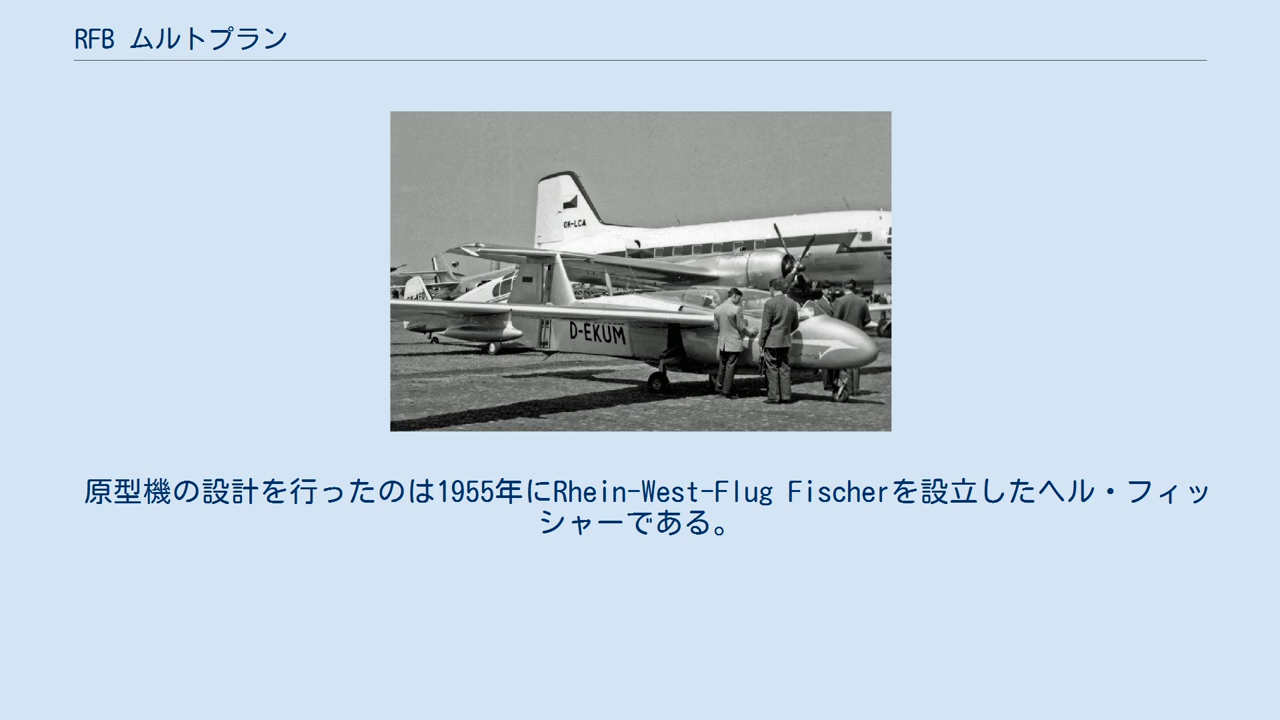 RFB ムルトプラン
OK-LCA
D-EKUM
原型機の設計を行ったのは1955年にRhein-West-Flug Fischerを設立したヘル・フィッ
シャーである。